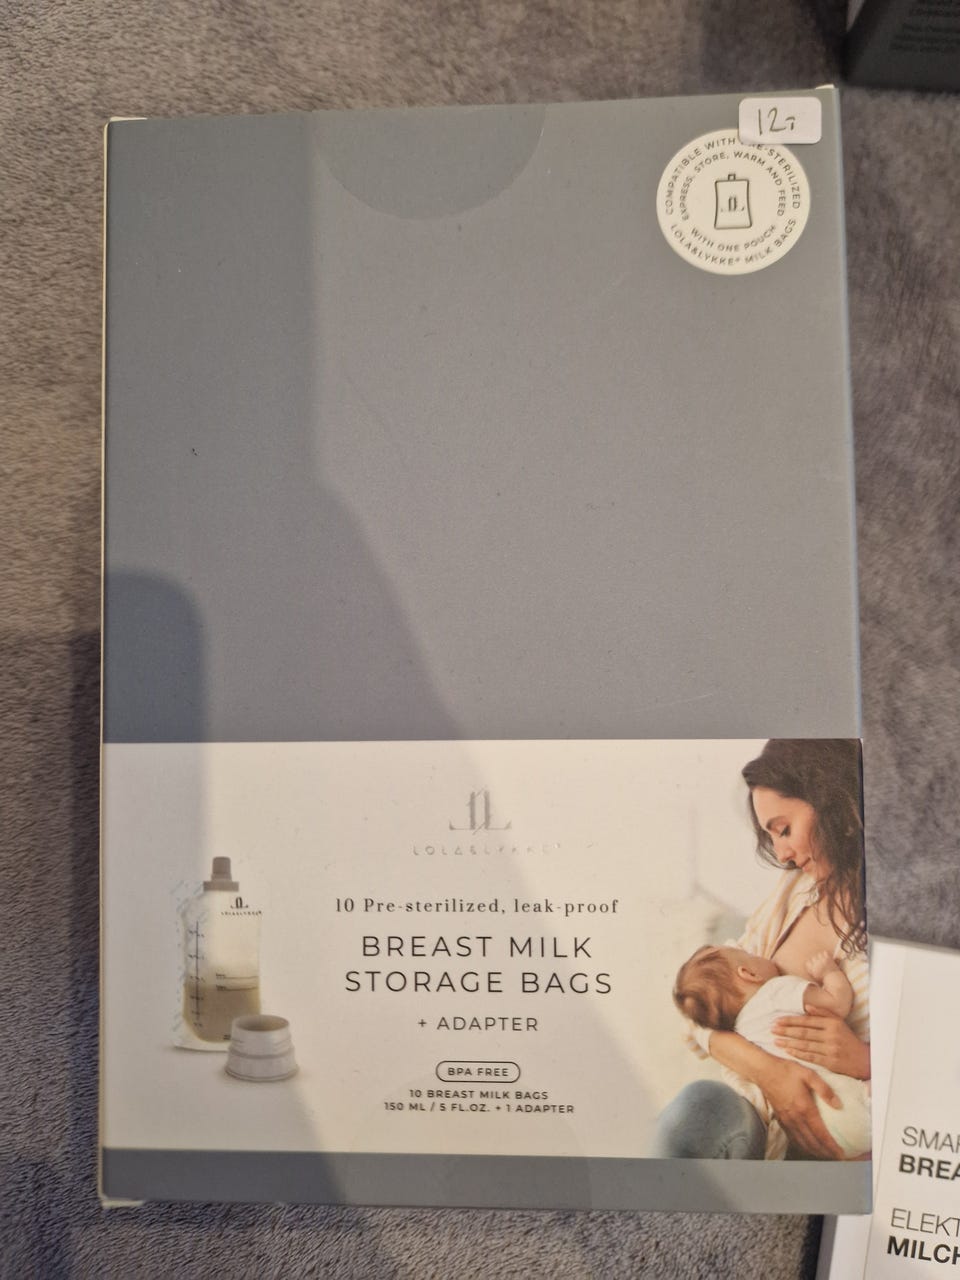 12,-
COMPATIBLE WITH PRE-STERILIZED
LOLA&LYKKE® MILK BAGS
EXPRESS, STORE, WARM AND FEED
WITH ONE POUCH
LOLA&LYKKE®
LOLA&LYKKE®
10 Pre-sterilized, leak-proof
BREAST MILK
STORAGE BAGS
+ ADAPTER
BPA FREE
10 BREAST MILK BAGS
150 ML / 5 FL.OZ. + 1 ADAPTER
SMAR
BREA
ELEKT
MILCH